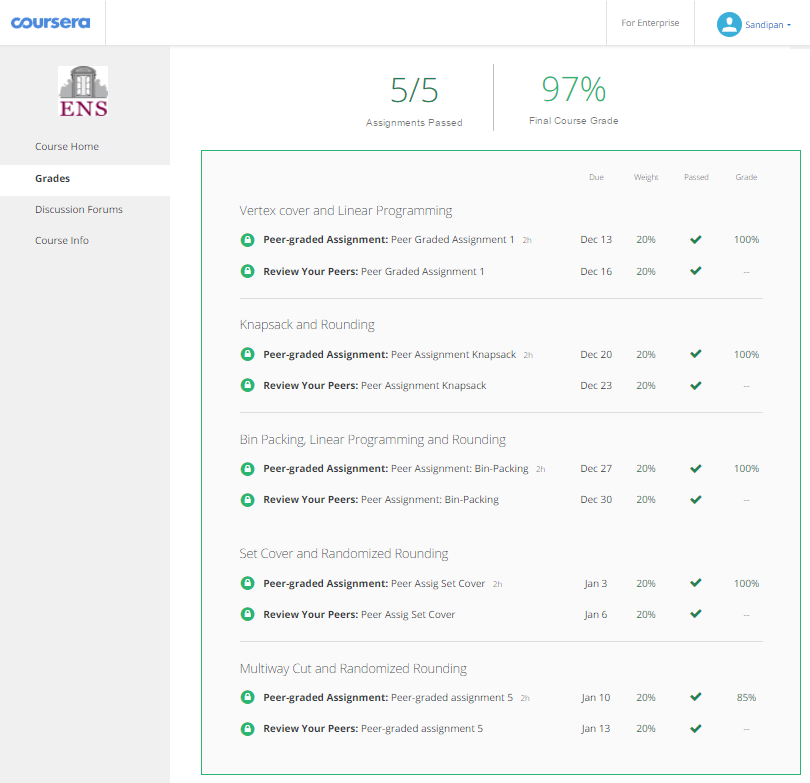 coursera
For Enterprise
Sandipan
ENS
Course Home
Grades
Discussion Forums
Course Info
5/5
Assignments Passed
97%
Final Course Grade
Due Weight Passed Grade
Vertex cover and Linear Programming
Peer-graded Assignment: Peer Graded Assignment 1 2h Dec 13 20% 100%
Review Your Peers: Peer Graded Assignment 1 Dec 16 20% --
Knapsack and Rounding
Peer-graded Assignment: Peer Assignment Knapsack 2h Dec 20 20% 100%
Review Your Peers: Peer Assignment Knapsack Dec 23 20% --
Bin Packing, Linear Programming and Rounding
Peer-graded Assignment: Peer Assignment: Bin-Packing 2h Dec 27 20% 100%
Review Your Peers: Peer Assignment: Bin-Packing Dec 30 20% --
Set Cover and Randomized Rounding
Peer-graded Assignment: Peer Assig Set Cover 2h Jan 3 20% 100%
Review Your Peers: Peer Assig Set Cover Jan 6 20% --
Multiway Cut and Randomized Rounding
Peer-graded Assignment: Peer-graded assignment 5 2h Jan 10 20% 85%
Review Your Peers: Peer-graded assignment 5 Jan 13 20% --